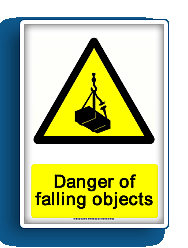 Danger of
falling objects